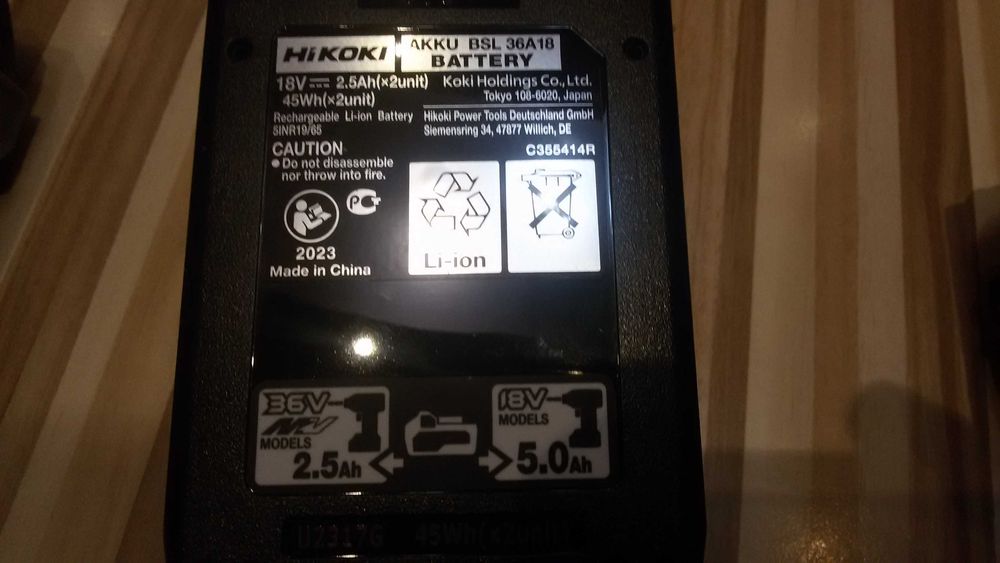 HiKOKI
AKKU BSL 36A18
BATTERY
18V 2.5Ah(×2unit)
45Wh(×2unit)
Koki Holdings Co., Ltd.
Tokyo 108-6020, Japan
Rechargeable Li-ion Battery
SINR19/65
Hikoki Power Tools Deutschland GmbH
Siemensring 34, 47877 Willich, DE
C355414R
CAUTION
● Do not disassemble
nor throw into fire.
PG
2023
Made in China
Li-ion
36V
MV
MODELS
2.5Ah
18V
MODELS
5.0Ah
U2317G 45Wh(×2unit)